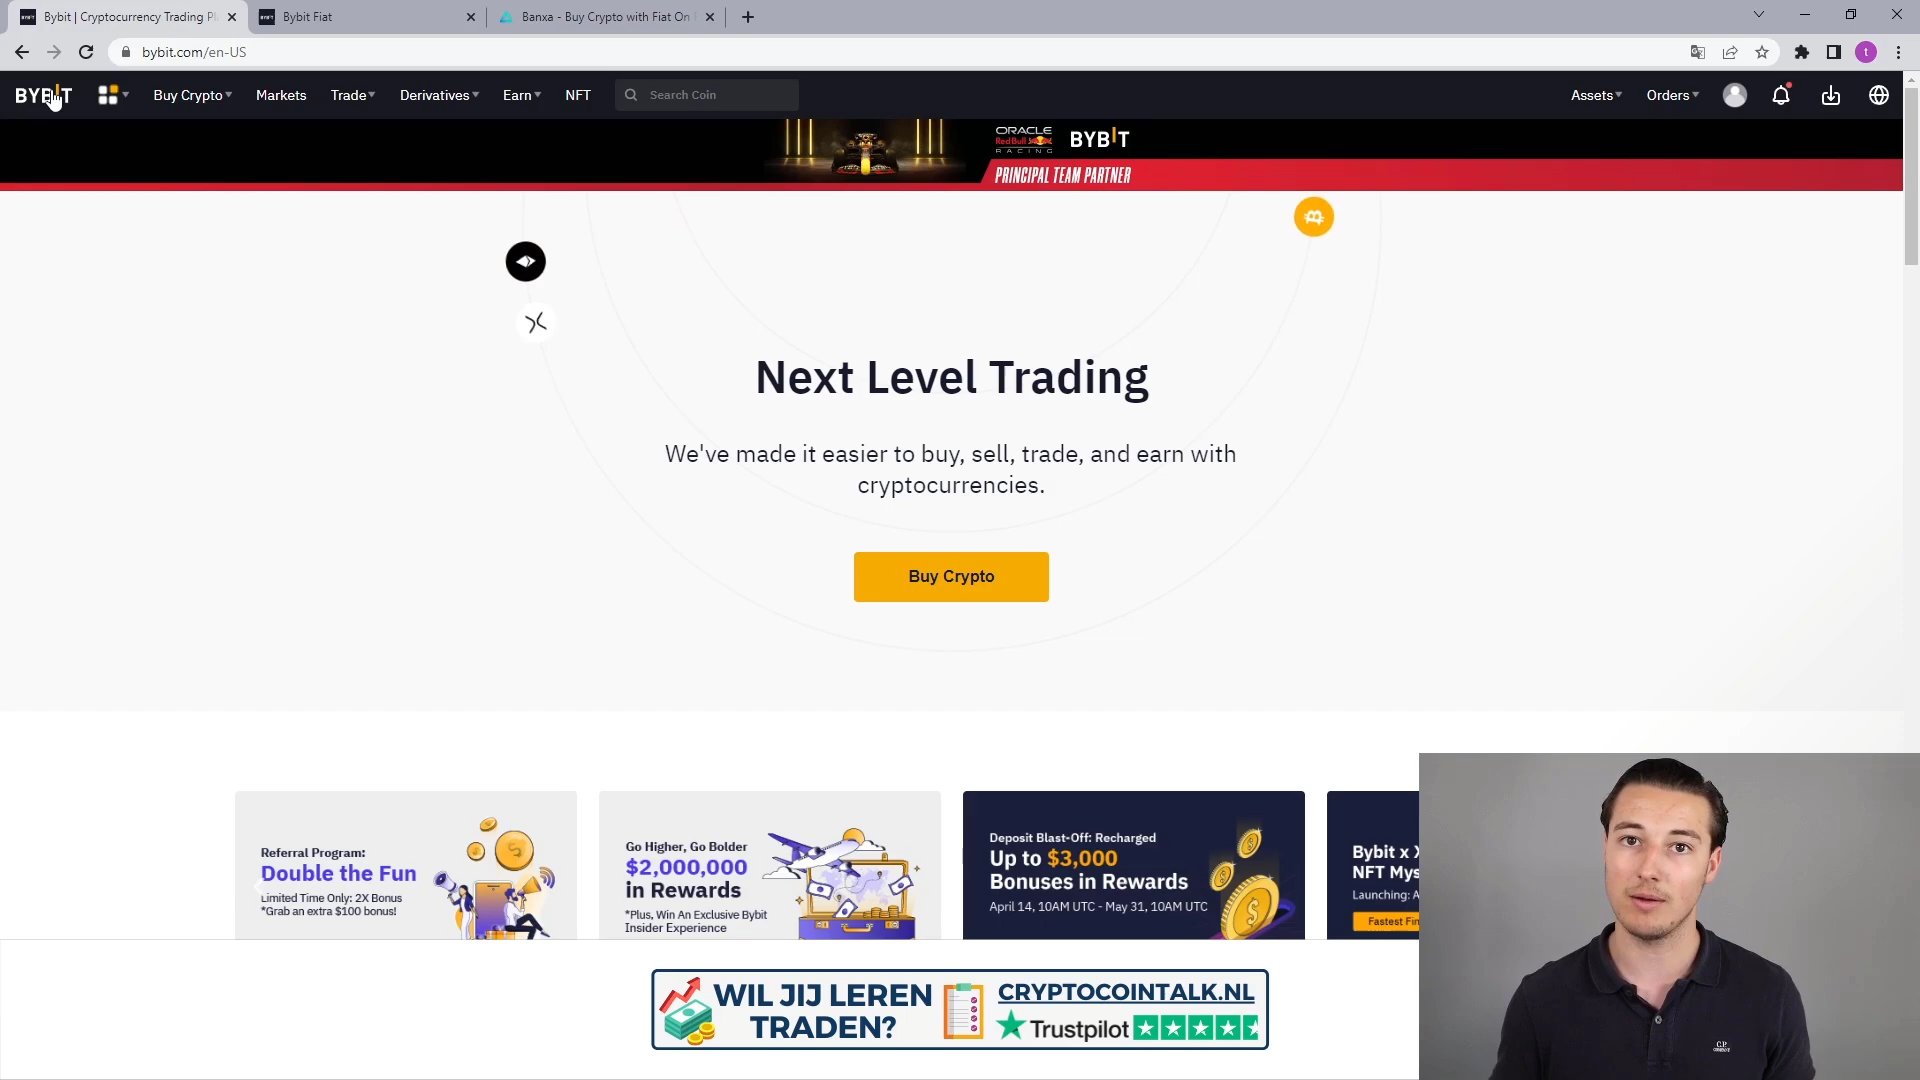 Bybit | Cryptocurrency Trading Pl
Bybit Fiat
Banxa - Buy Crypto with Fiat On
bybit.com/en-US
t
BYBIT
Buy Crypto
Markets
Trade
Derivatives
Earn
NFT
Search Coin
Assets
Orders
ORACLE
Red Bull
RACING
BYBIT
PRINCIPAL TEAM PARTNER
Next Level Trading
We've made it easier to buy, sell, trade, and earn with
cryptocurrencies.
Buy Crypto
Referral Program:
Double the Fun
Limited Time Only: 2X Bonus
*Grab an extra $100 bonus!
Go Higher, Go Bolder
$2,000,000
in Rewards
*Plus, Win An Exclusive Bybit
Insider Experience
Deposit Blast-Off: Recharged
Up to $3,000
Bonuses in Rewards
April 14, 10AM UTC - May 31, 10AM UTC
Bybit x
NFT Mys
Launching: A
Fastest Fin
WIL JIJ LEREN
TRADEN?
CRYPTOCOINTALK.NL
Trustpilot
C.P.
COMPANY